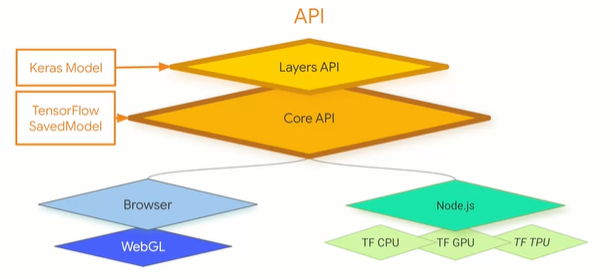 API
Keras Model
Layers API
TensorFlow
SavedModel
Core API
Browser
Node.js
WebGL
TF CPU
TF GPU
TF TPU